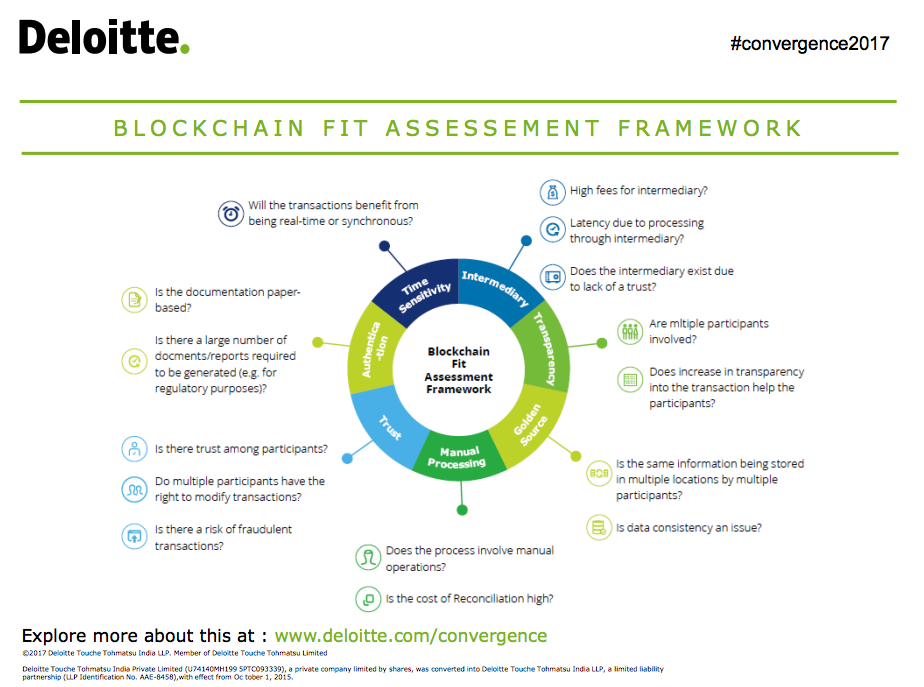 Deloitte.
#convergence2017
BLOCKCHAIN FIT ASSESSEMENT FRAMEWORK
Will the transactions benefit from
being real-time or synchronous?
High fees for intermediary?
Latency due to processing
through intermediary?
Does the intermediary exist due
to lack of a trust?
Is the documentation paper-
based?
Is there a large number of
docments/reports required
to be generated (e.g. for
regulatory purposes)?
Are mltiple participants
involved?
Does increase in transparency
into the transaction help the
participants?
Time
Sensitivity
Intermediary
Transparency
Golden
Source
Manual
Processing
Trust
Authentica
-tion
Blockchain
Fit
Assessment
Framework
Is there trust among participants?
Do multiple participants have the
right to modify transactions?
Is there a risk of fraudulent
transactions?
Is the same information being stored
in multiple locations by multiple
participants?
Is data consistency an issue?
Does the process involve manual
operations?
Is the cost of Reconciliation high?
Explore more about this at : www.deloitte.com/convergence
©2017 Deloitte Touche Tohmatsu India LLP. Member of Deloitte Touche Tohmatsu Limited
Deloitte Touche Tohmatsu India Private Limited (U74140MH199 5PTC093339), a private company limited by shares, was converted into Deloitte Touche Tohmatsu India LLP, a limited liability
partnership (LLP Identification No. AAE-8458),with effect from Oc tober 1, 2015.